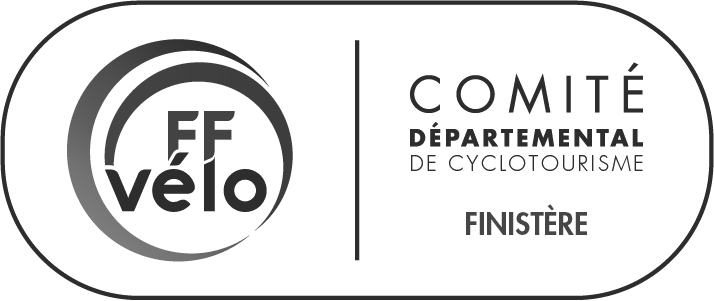 FF
vélo
COMITÉ
DÉPARTEMENTAL
DE CYCLOTOURISME
FINISTÈRE